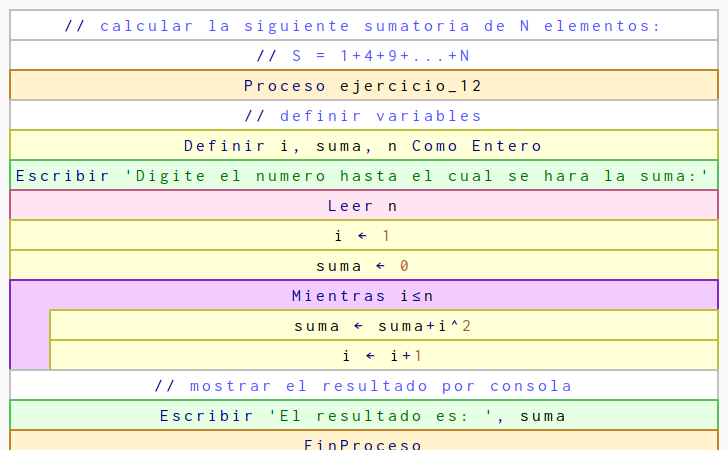 // calcular la siguiente sumatoria de N elementos:
// S = 1+4+9+...+N
Proceso ejercicio_12
// definir variables
Definir i, suma, n Como Entero
Escribir 'Digite el numero hasta el cual se hara la suma:'
Leer n
i ← 1
suma ← 0
Mientras i≤n
suma ← suma+i^2
i ← i+1
// mostrar el resultado por consola
Escribir 'El resultado es: ', suma
FinProceso